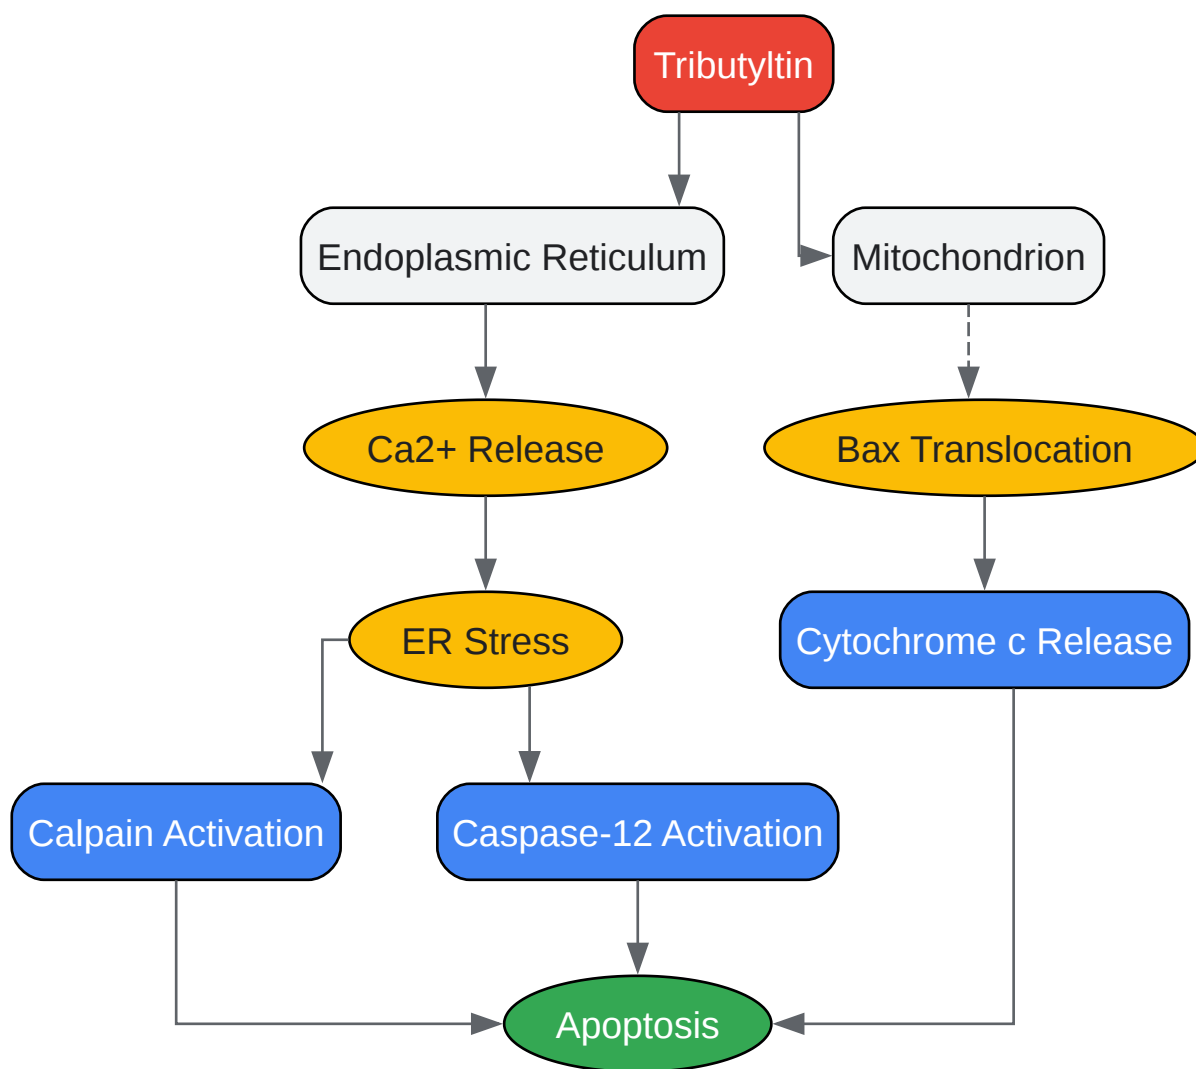 Tributyltin
Endoplasmic Reticulum
Mitochondrion
Ca2+ Release
Bax Translocation
ER Stress
Cytochrome c Release
Calpain Activation
Caspase-12 Activation
Apoptosis